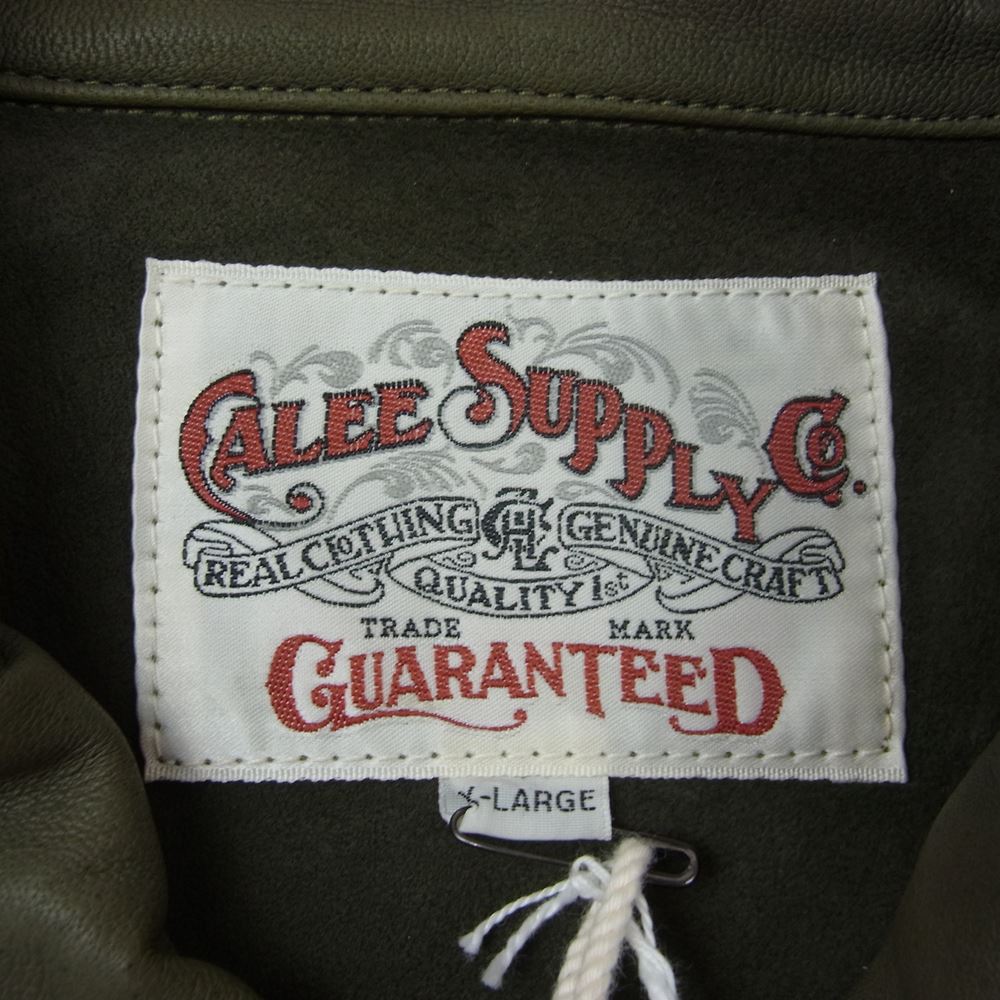 CALEE SUPPLY Co.
REAL CLOTHING GENUINE CRAFT
QUALITY 1st
TRADE MARK
GUARANTEED
X-LARGE